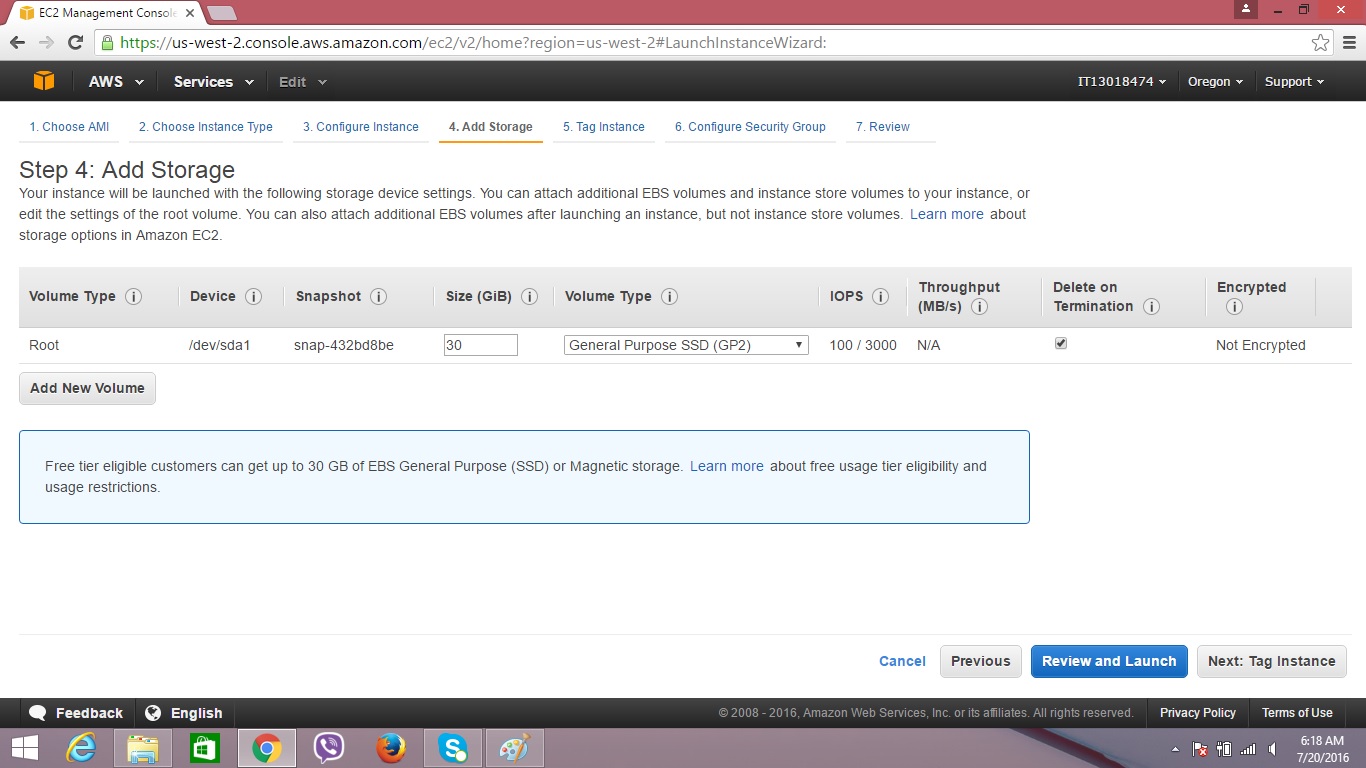 EC2 Management Console
https://us-west-2.console.aws.amazon.com/ec2/v2/home?region=us-west-2#LaunchInstanceWizard:
AWS Services Edit IT13018474 Oregon Support
1. Choose AMI 2. Choose Instance Type 3. Configure Instance 4. Add Storage 5. Tag Instance 6. Configure Security Group 7. Review
Step 4: Add Storage
Your instance will be launched with the following storage device settings. You can attach additional EBS volumes and instance store volumes to your instance, or
edit the settings of the root volume. You can also attach additional EBS volumes after launching an instance, but not instance store volumes. Learn more about
storage options in Amazon EC2.
Volume Type Device Snapshot Size (GiB) Volume Type IOPS Throughput (MB/s) Delete on Termination Encrypted
Root /dev/sda1 snap-432bd8be 30 General Purpose SSD (GP2) 100 / 3000 N/A Not Encrypted
Add New Volume
Free tier eligible customers can get up to 30 GB of EBS General Purpose (SSD) or Magnetic storage. Learn more about free usage tier eligibility and
usage restrictions.
Cancel Previous Review and Launch Next: Tag Instance
Feedback English © 2008 - 2016, Amazon Web Services, Inc. or its affiliates. All rights reserved. Privacy Policy Terms of Use
6:18 AM
7/20/2016